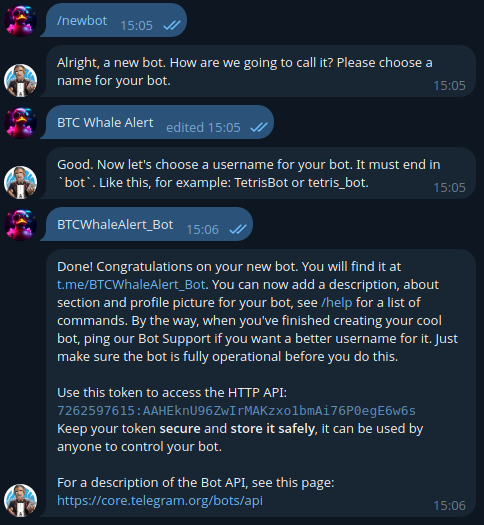 /newbot 15:05
Alright, a new bot. How are we going to call it? Please choose a
name for your bot. 15:05
BTC Whale Alert edited 15:05
Good. Now let's choose a username for your bot. It must end in
`bot`. Like this, for example: TetrisBot or tetris_bot. 15:05
BTCWhaleAlert_Bot 15:06
Done! Congratulations on your new bot. You will find it at
t.me/BTCWhaleAlert_Bot. You can now add a description, about
section and profile picture for your bot, see /help for a list of
commands. By the way, when you've finished creating your cool
bot, ping our Bot Support if you want a better username for it. Just
make sure the bot is fully operational before you do this.
Use this token to access the HTTP API:
7262597615:AAHEknU96ZwIrMAKzxo1bmAi76P0egE6w6s
Keep your token secure and store it safely, it can be used by
anyone to control your bot.
For a description of the Bot API, see this page:
https://core.telegram.org/bots/api 15:06